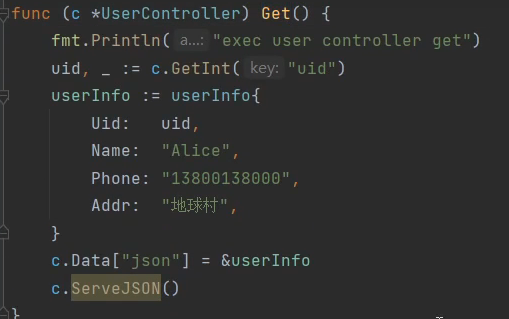 func (c *UserController) Get() {
    fmt.Println( a...: "exec user controller get")
    uid, _ := c.GetInt( key: "uid")
    userInfo := userInfo{
        Uid:   uid,
        Name:  "Alice",
        Phone: "13800138000",
        Addr:  "地球村",
    }
    c.Data["json"] = &userInfo
    c.ServeJSON()
}